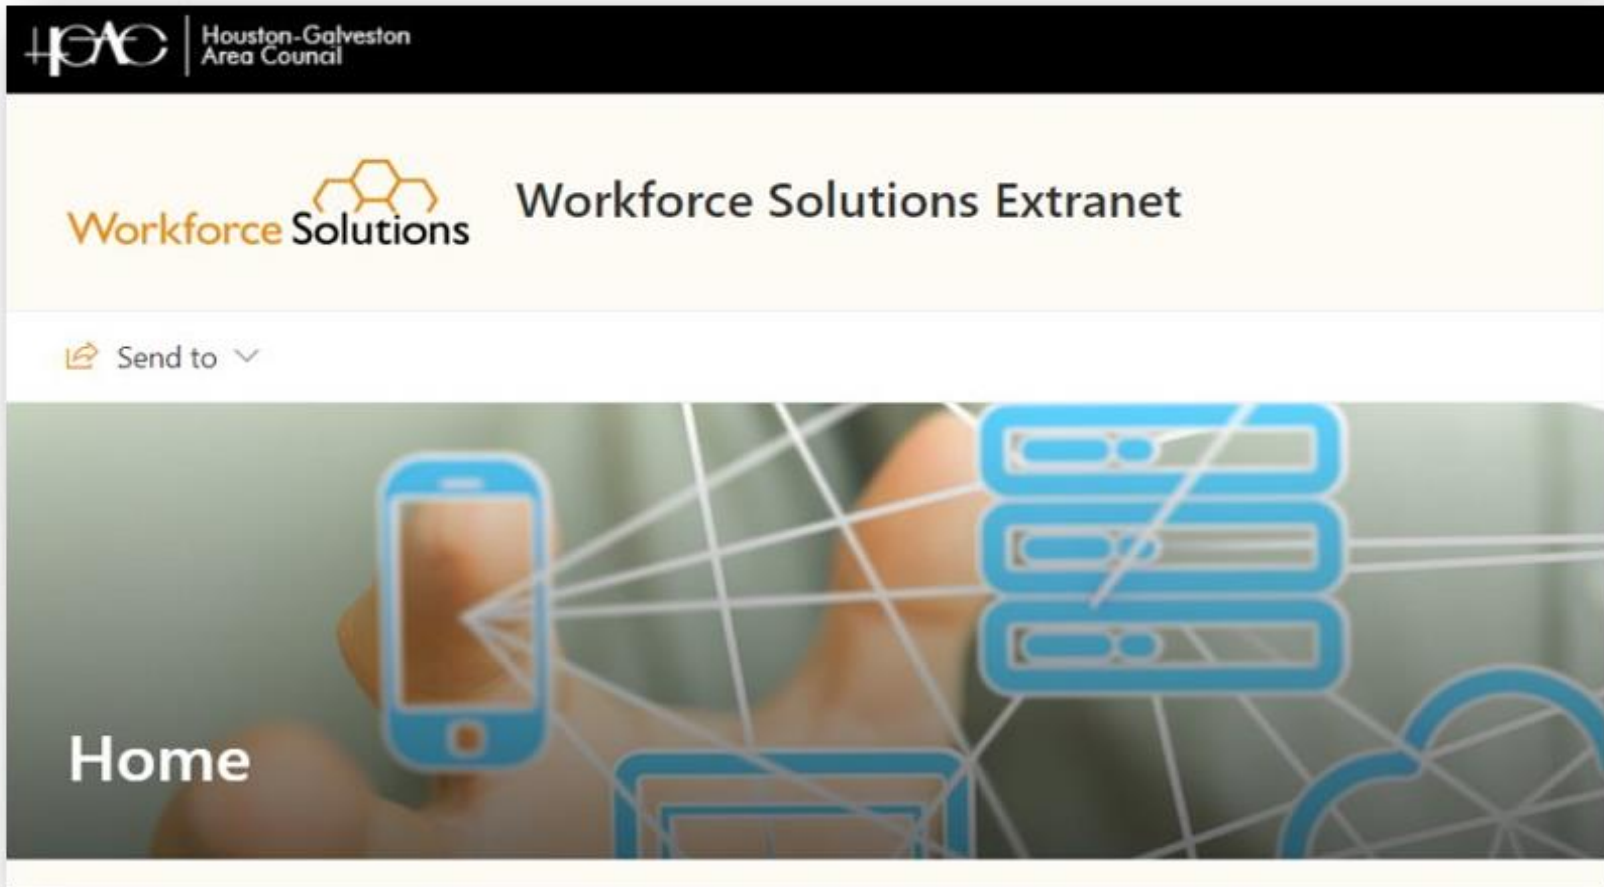 HGAC
Houston-Galveston
Area Council
Workforce Solutions
Workforce Solutions Extranet
Send to
Home